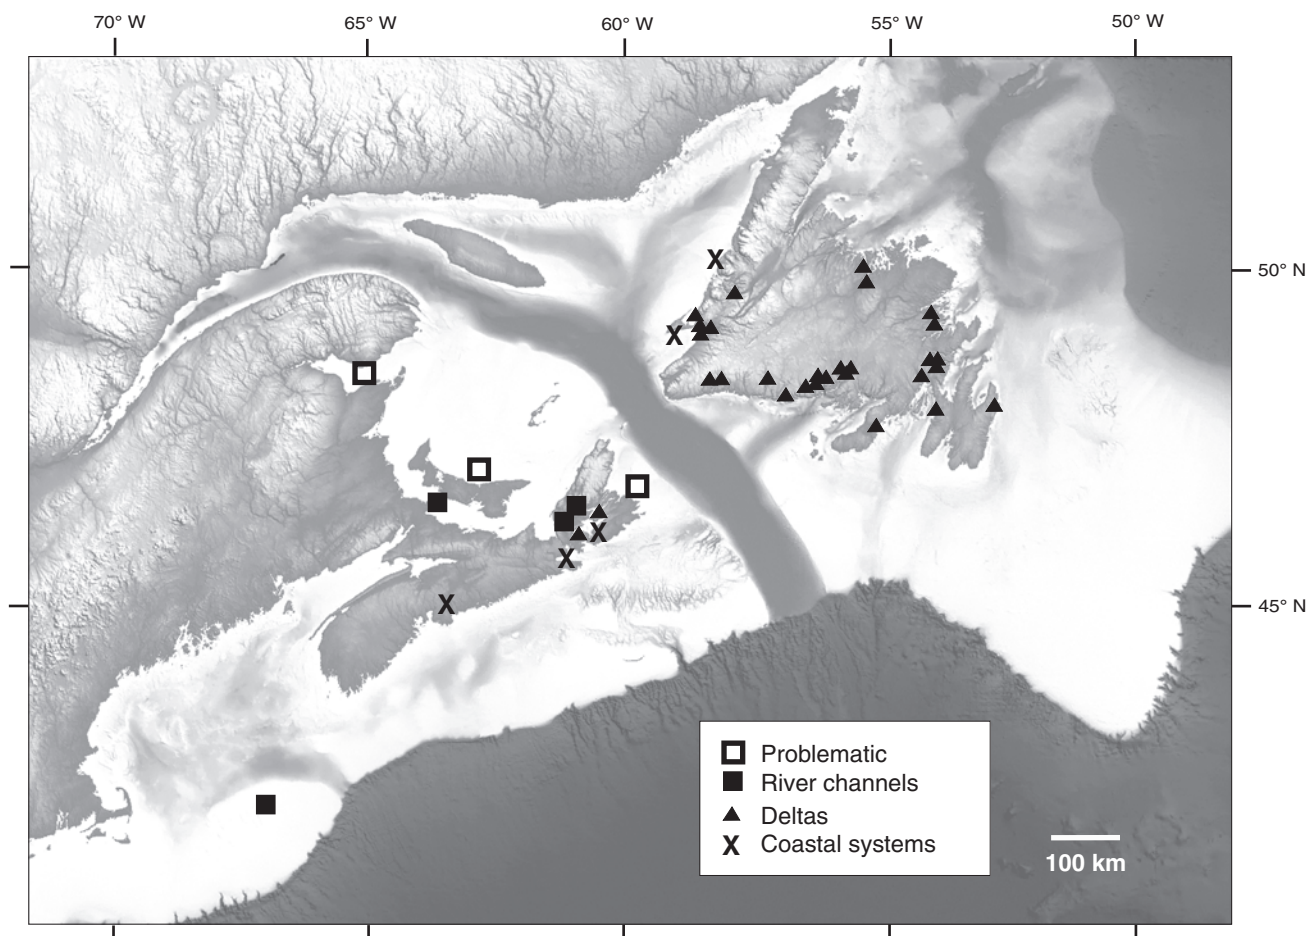 70° W 65° W 60° W 55° W 50° W
50° N
45° N
Problematic
River channels
Deltas
X Coastal systems
100 km